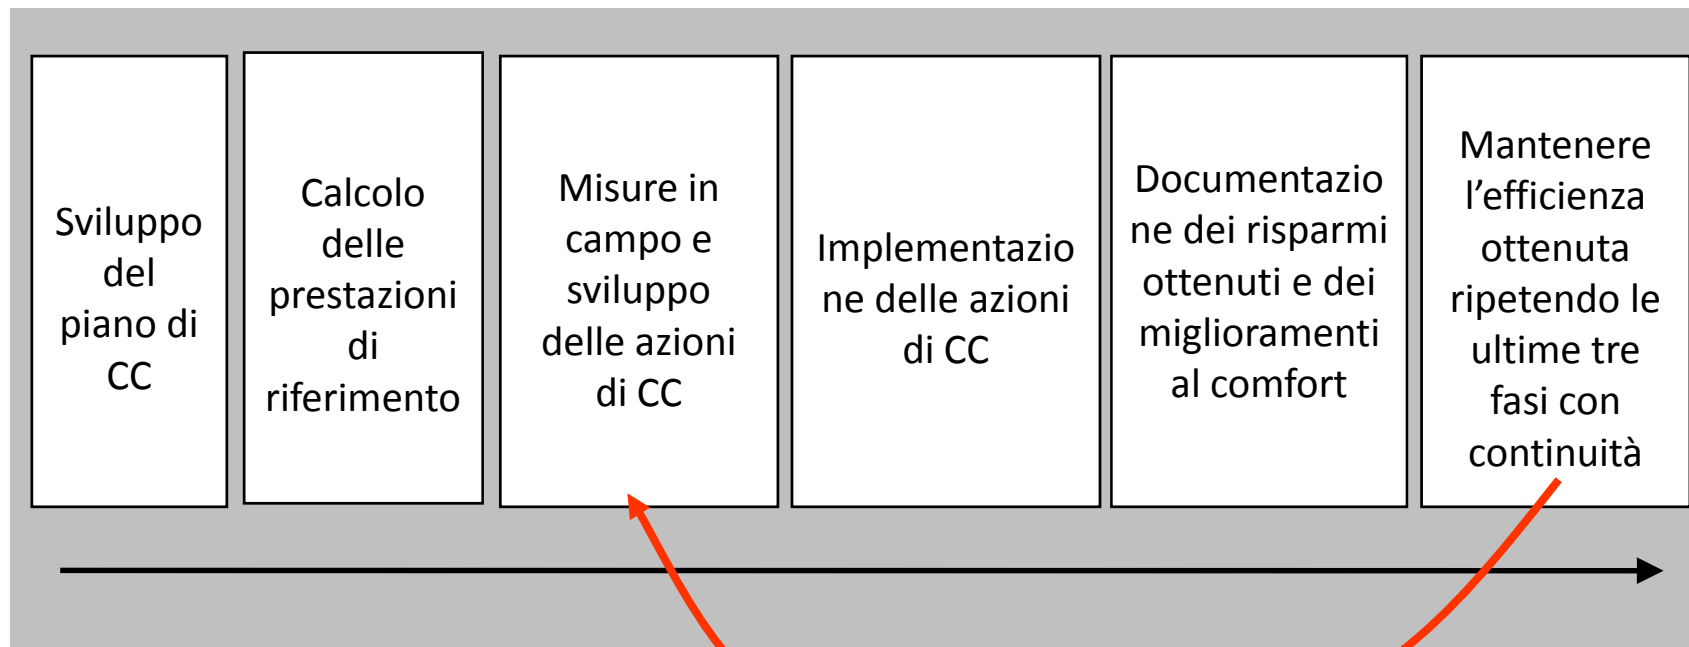 Sviluppo
del
piano di
CC
Calcolo
delle
prestazioni
di
riferimento
Misure in
campo e
sviluppo
delle azioni
di CC
Implementazio
ne delle azioni
di CC
Documentazio
ne dei risparmi
ottenuti e dei
miglioramenti
al comfort
Mantenere
l’efficienza
ottenuta
ripetendo le
ultime tre
fasi con
continuità